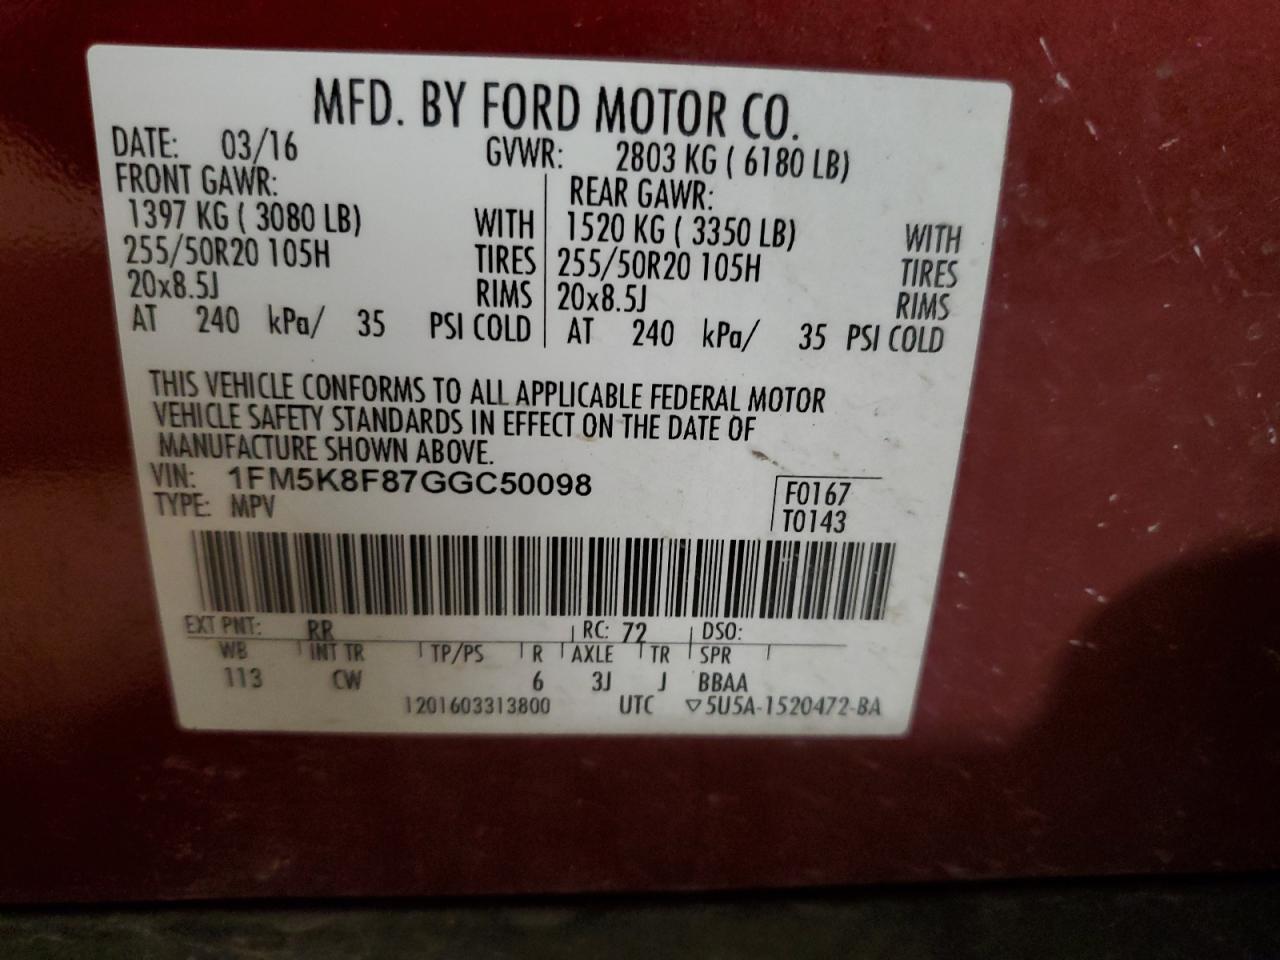 MFD. BY FORD MOTOR CO.
DATE: 03/16 GVWR: 2803 KG ( 6180 LB)
FRONT GAWR: REAR GAWR:
1397 KG ( 3080 LB) WITH 1520 KG ( 3350 LB) WITH
255/50R20 105H TIRES 255/50R20 105H TIRES
20x8.5J RIMS 20x8.5J RIMS
AT 240 kPa/ 35 PSI COLD AT 240 kPa/ 35 PSI COLD
THIS VEHICLE CONFORMS TO ALL APPLICABLE FEDERAL MOTOR
VEHICLE SAFETY STANDARDS IN EFFECT ON THE DATE OF
MANUFACTURE SHOWN ABOVE.
VIN: 1FM5K8F87GGC50098 F0167
TYPE: MPV T0143
EXT PNT: RR RC: 72 DSO:
WB INT TR TP/PS R AXLE TR SPR
113 CW 6 3J J BBAA
1201603313800 UTC ▽5U5A-1520472-BA